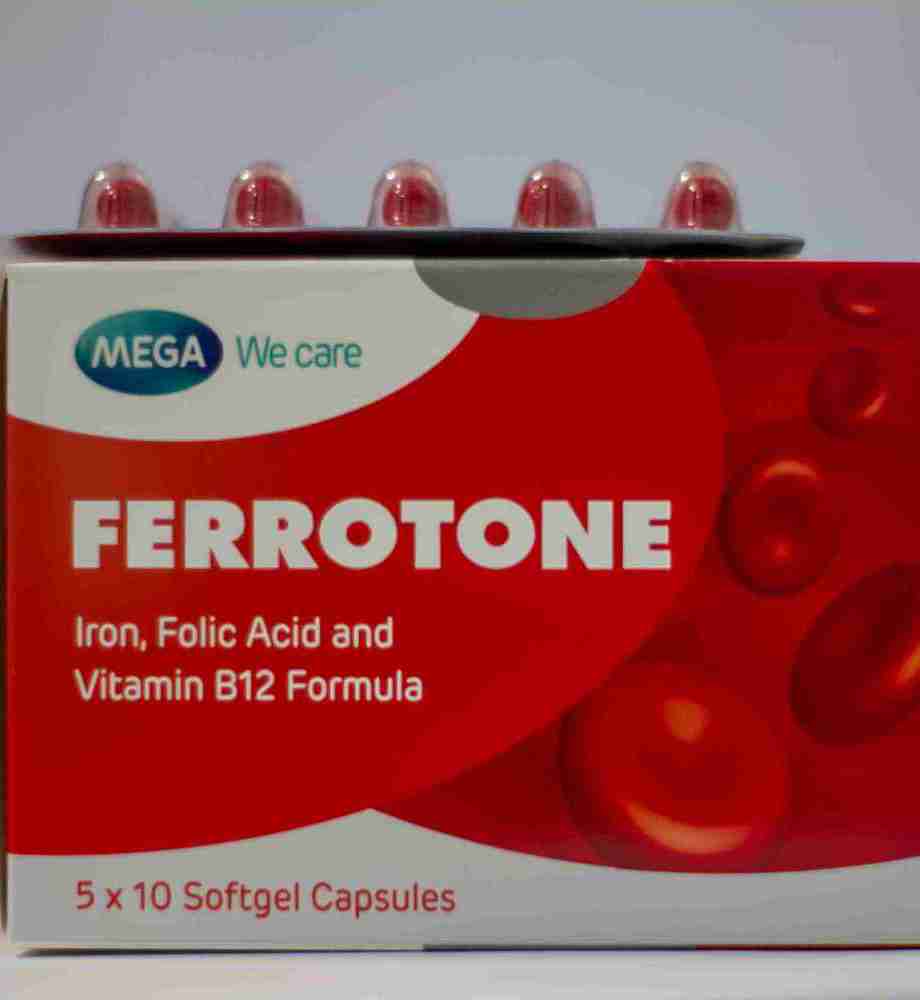 MEGA We care
FERROTONE
Iron, Folic Acid and
Vitamin B12 Formula
5 x 10 Softgel Capsules